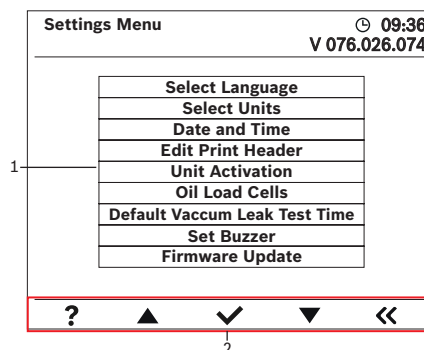 Settings Menu 09:36
V 076.026.074
Select Language
Select Units
Date and Time
Edit Print Header
1
Unit Activation
Oil Load Cells
Default Vaccum Leak Test Time
Set Buzzer
Firmware Update
?
2